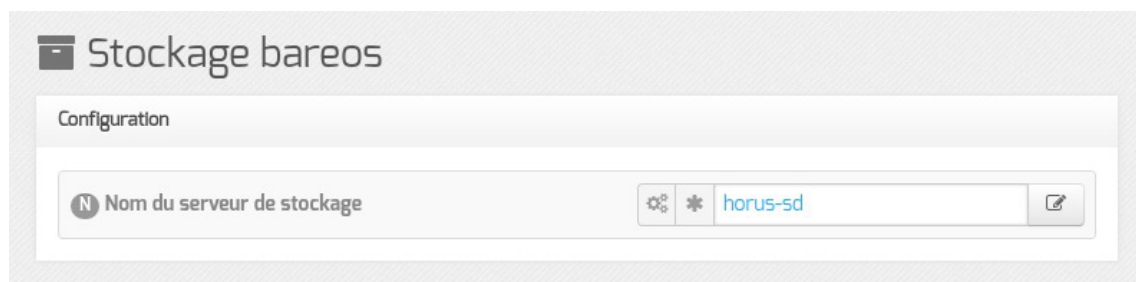 Stockage bareos
Configuration
N Nom du serveur de stockage
horus-sd